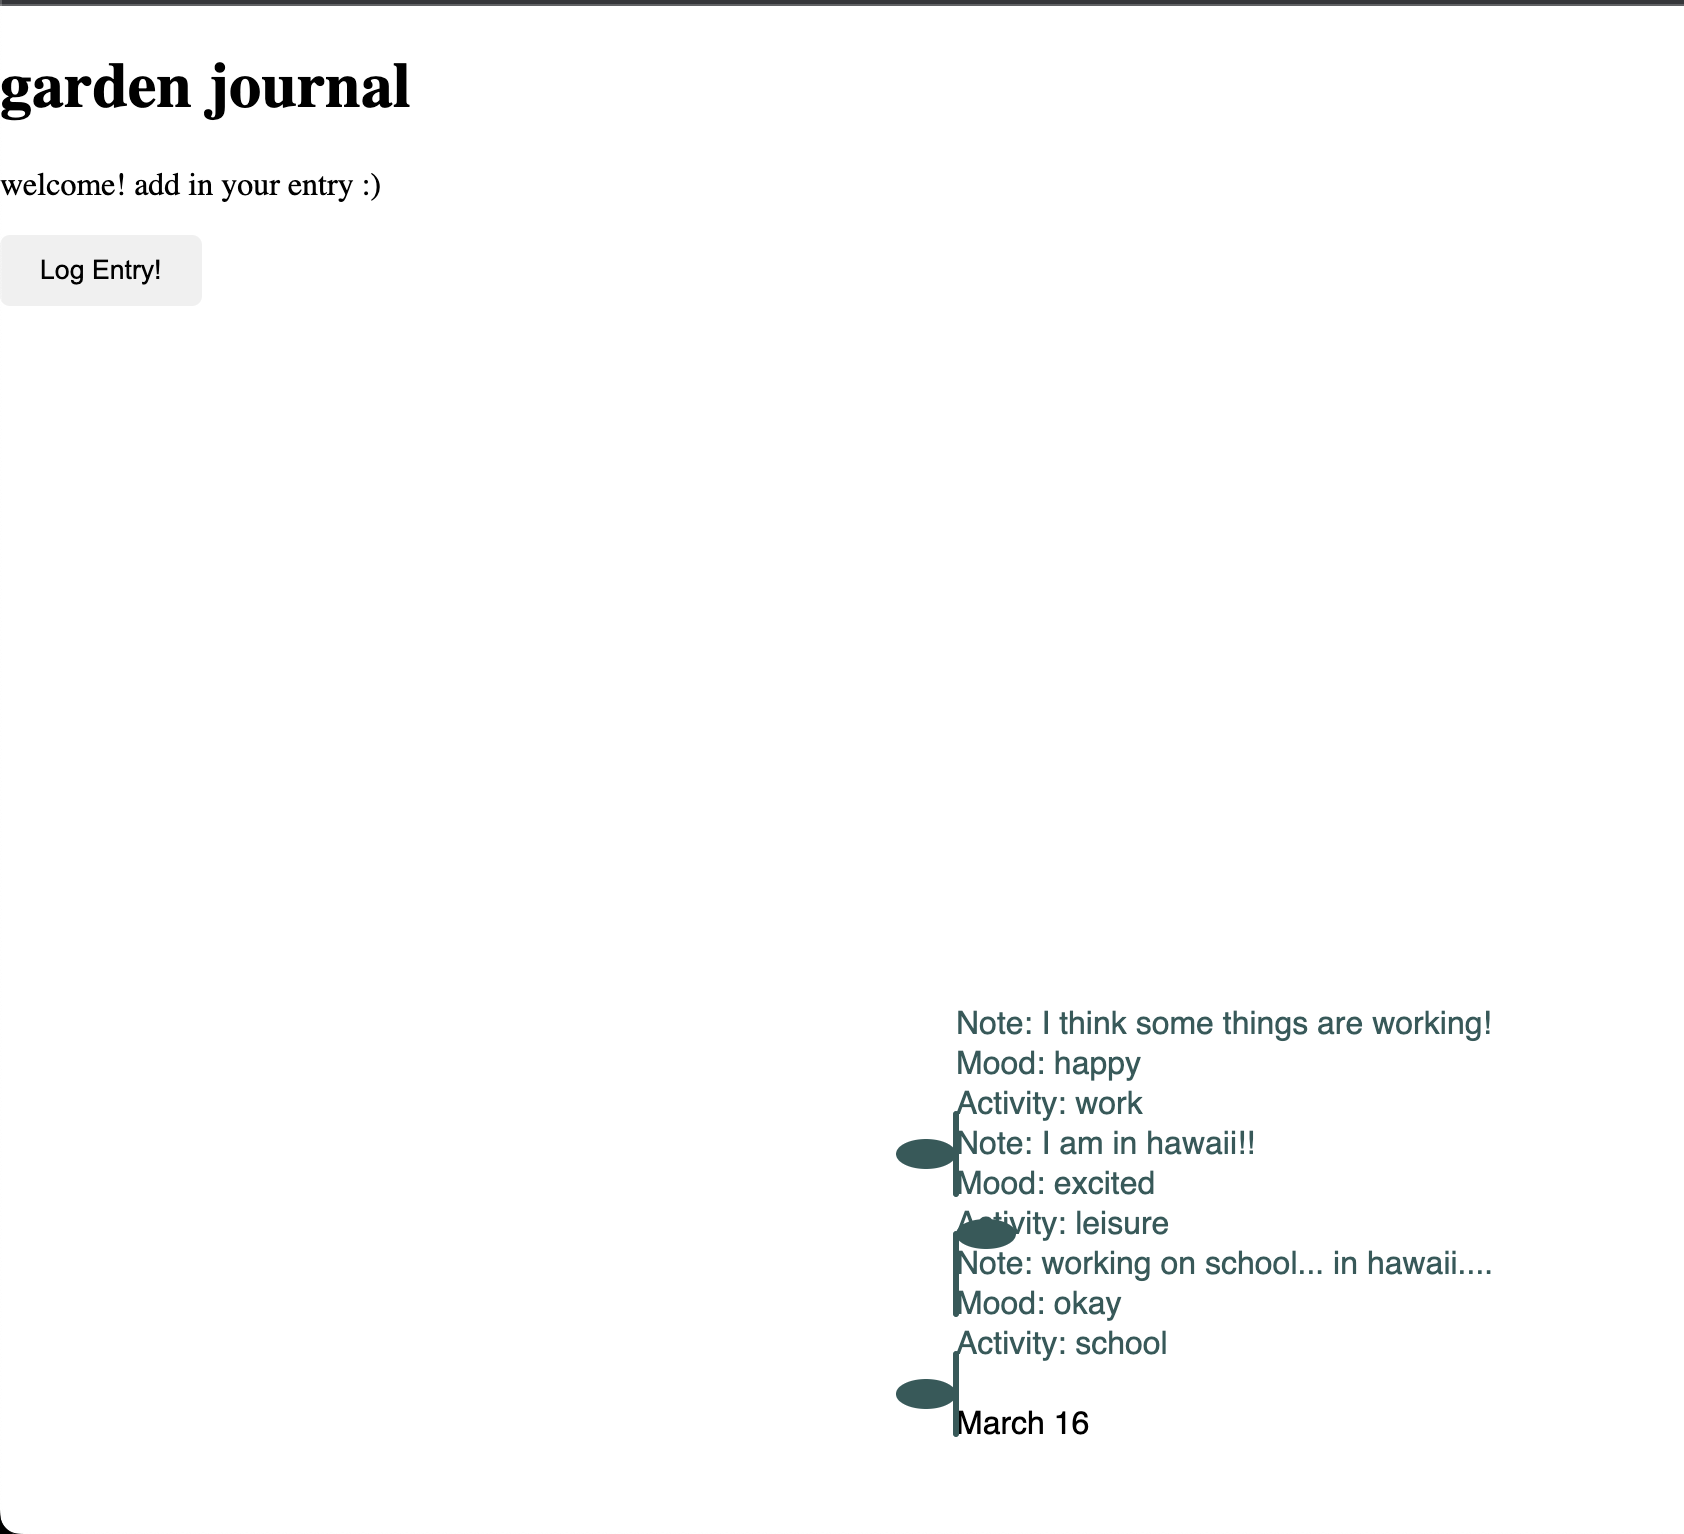 garden journal
welcome! add in your entry :)
Log Entry!
Note: I think some things are working!
Mood: happy
Activity: work
Note: I am in hawaii!!
Mood: excited
Activity: leisure
Note: working on school... in hawaii....
Mood: okay
Activity: school
March 16